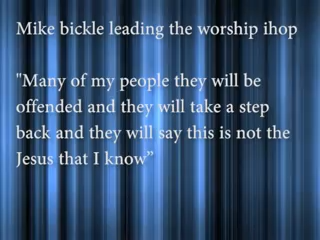 Mike bickle leading the worship ihop
"Many of my people they will be
offended and they will take a step
back and they will say this is not the
Jesus that I know”